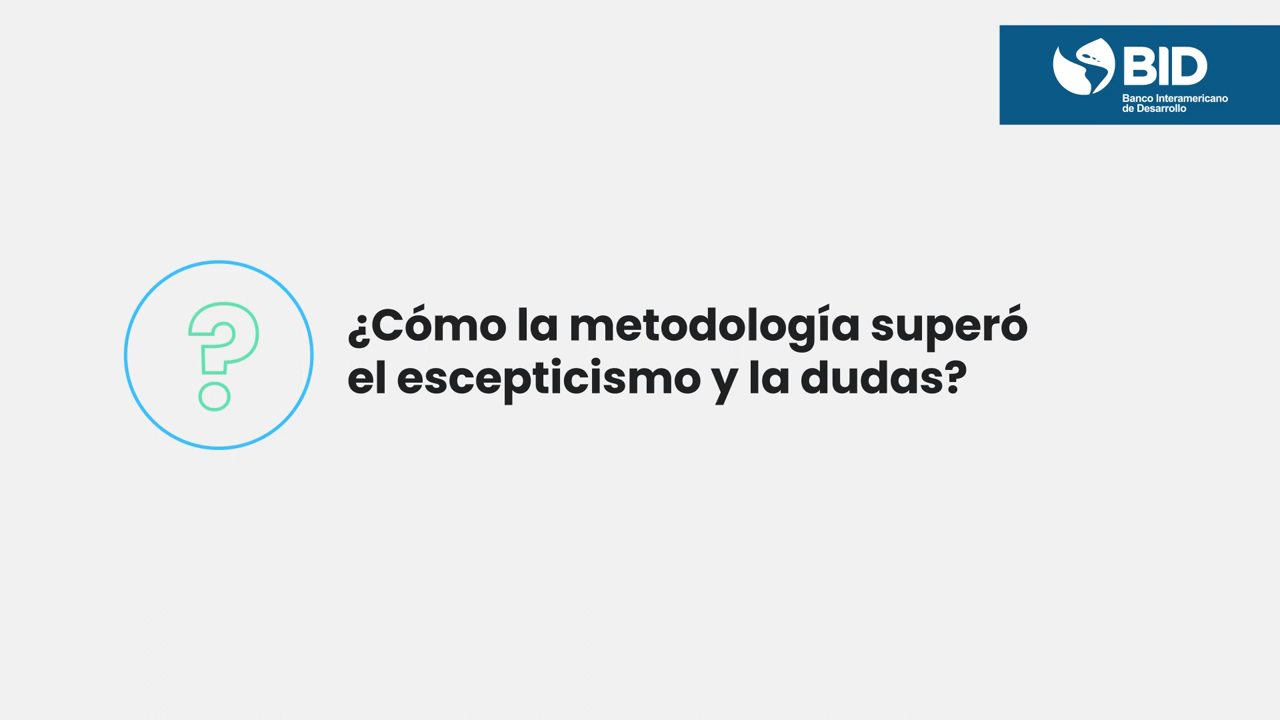 BID
Banco Interamericano
de Desarrollo
¿Cómo la metodología superó
el escepticismo y la dudas?